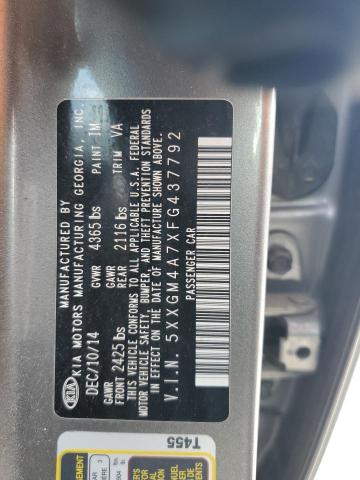 MANUFACTURED BY
KIA KIA MOTORS MANUFACTURING GEORGIA, INC.
DEC/10/14 GVWR 4365 lbs PAINT 1M
GAWR FRONT 2425 lbs GAWR REAR 2116 lbs TRIM VA
THIS VEHICLE CONFORMS TO ALL APPLICABLE U.S.A. FEDERAL
MOTOR VEHICLE SAFETY, BUMPER, AND THEFT PREVENTION STANDARDS
IN EFFECT ON THE DATE OF MANUFACTURE SHOWN ABOVE.
V.I.N. 5XXGM4A7XFG437792
PASSENGER CAR
T455